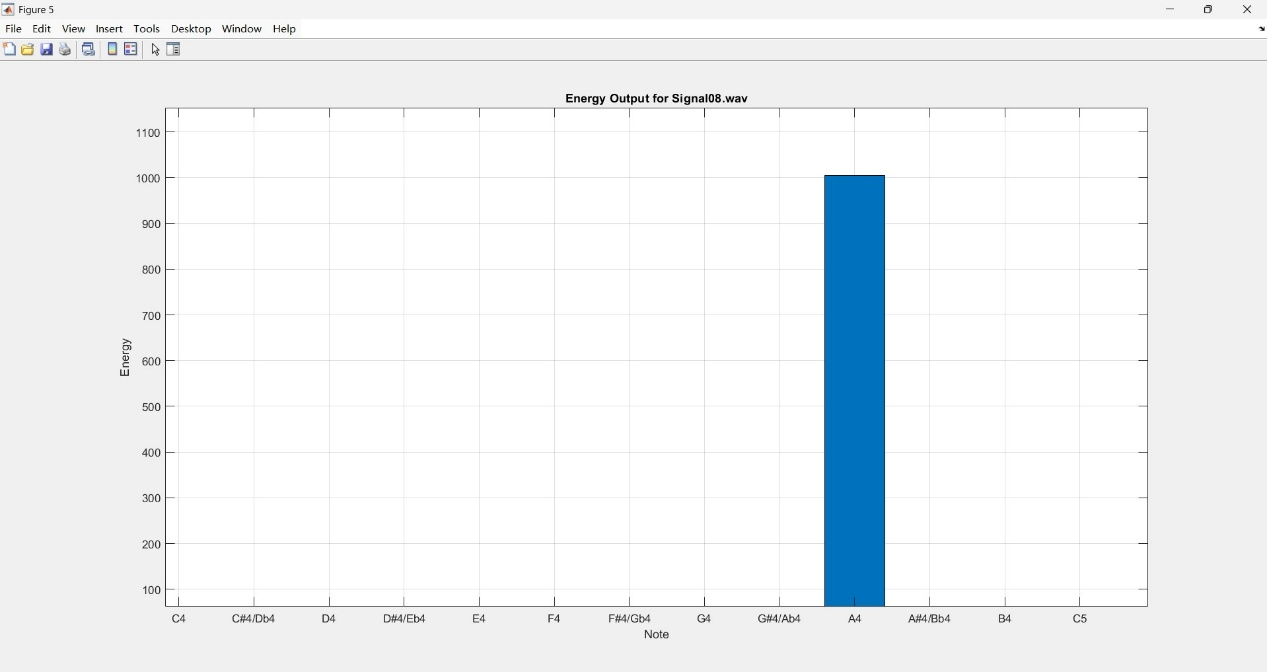 Figure 5
File Edit View Insert Tools Desktop Window Help
Energy Output for Signal08.wav
1100
1000
900
800
700
600
500
400
300
200
100
Energy
C4 C#4/Db4 D4 D#4/Eb4 E4 F4 F#4/Gb4 G4 G#4/Ab4 A4 A#4/Bb4 B4 C5
Note